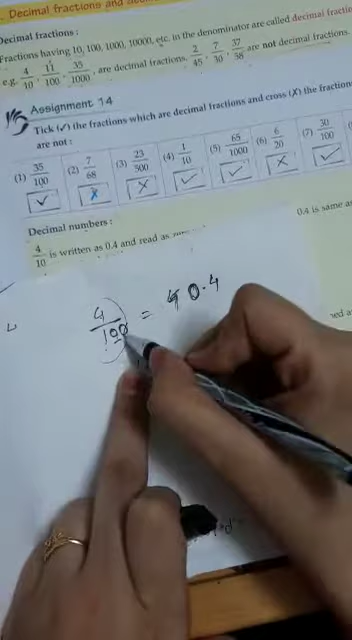 Decimal fractions and
Decimal fractions:
Fractions having 10, 100, 1000, 10000, etc. in the denominator are called decimal fractio
e.g. 4/10, 11/100, 35/1000, are decimal fractions. 2/45, 7/30, 37/58 are not decimal fractions.
Assignment 14
Tick (✓) the fractions which are decimal fractions and cross (✗) the fraction
are not :
(1) 35/100 (2) 7/68 (3) 23/500 (4) 1/10 (5) 65/1000 (6) 6/20 (7) 30/100
✓ ✗ ✗ ✓ ✓ ✗ ✓
Decimal numbers :
4/10 is written as 0.4 and read as
0.4 is same as
4/100 = 0.4